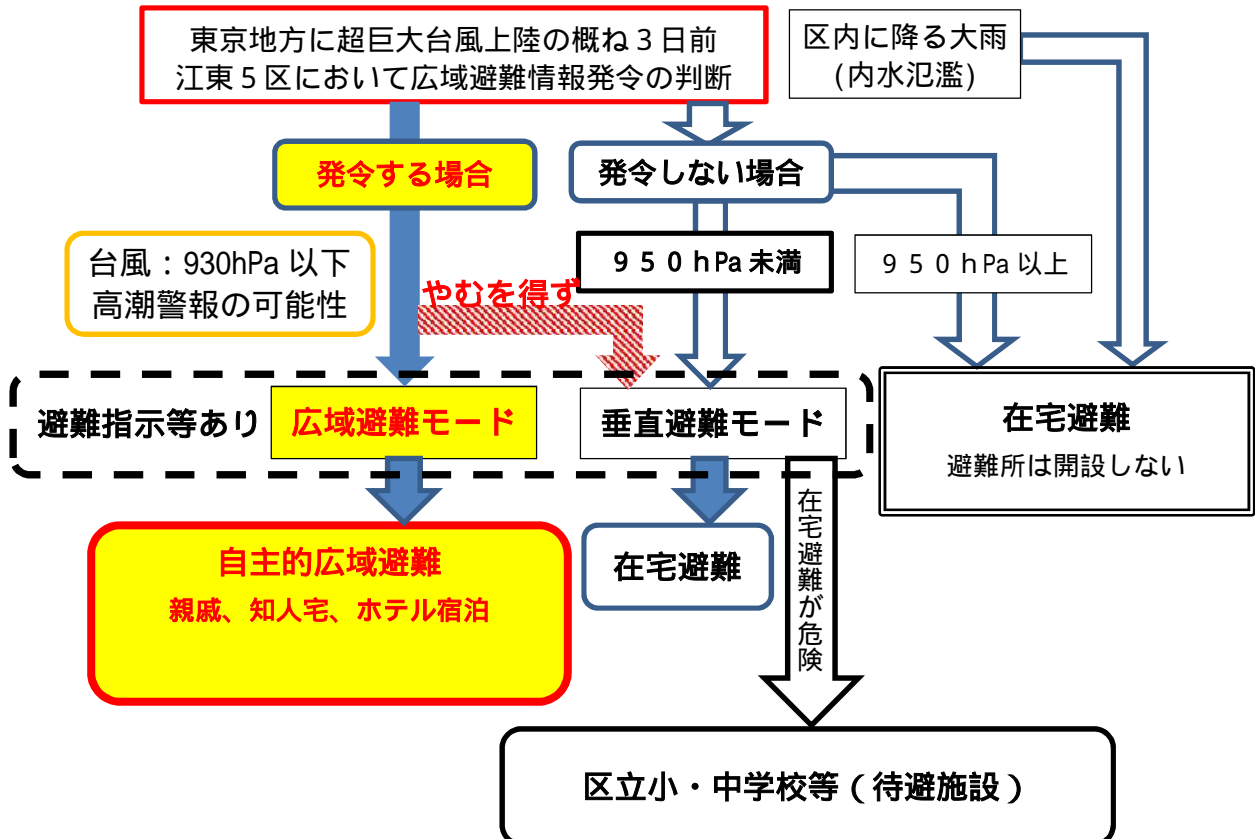 東京地方に超巨大台風上陸の概ね３日前
江東５区において広域避難情報発令の判断
区内に降る大雨
(内水氾濫)
発令する場合
発令しない場合
台風：930hPa 以下
高潮警報の可能性
９５０hPa 未満
９５０ｈPa 以上
やむを得ず
避難指示等あり
広域避難モード
垂直避難モード
在宅避難
避難所は開設しない
自主的広域避難
親戚、知人宅、ホテル宿泊
在宅避難
在宅避難が危険
区立小・中学校等（待避施設）